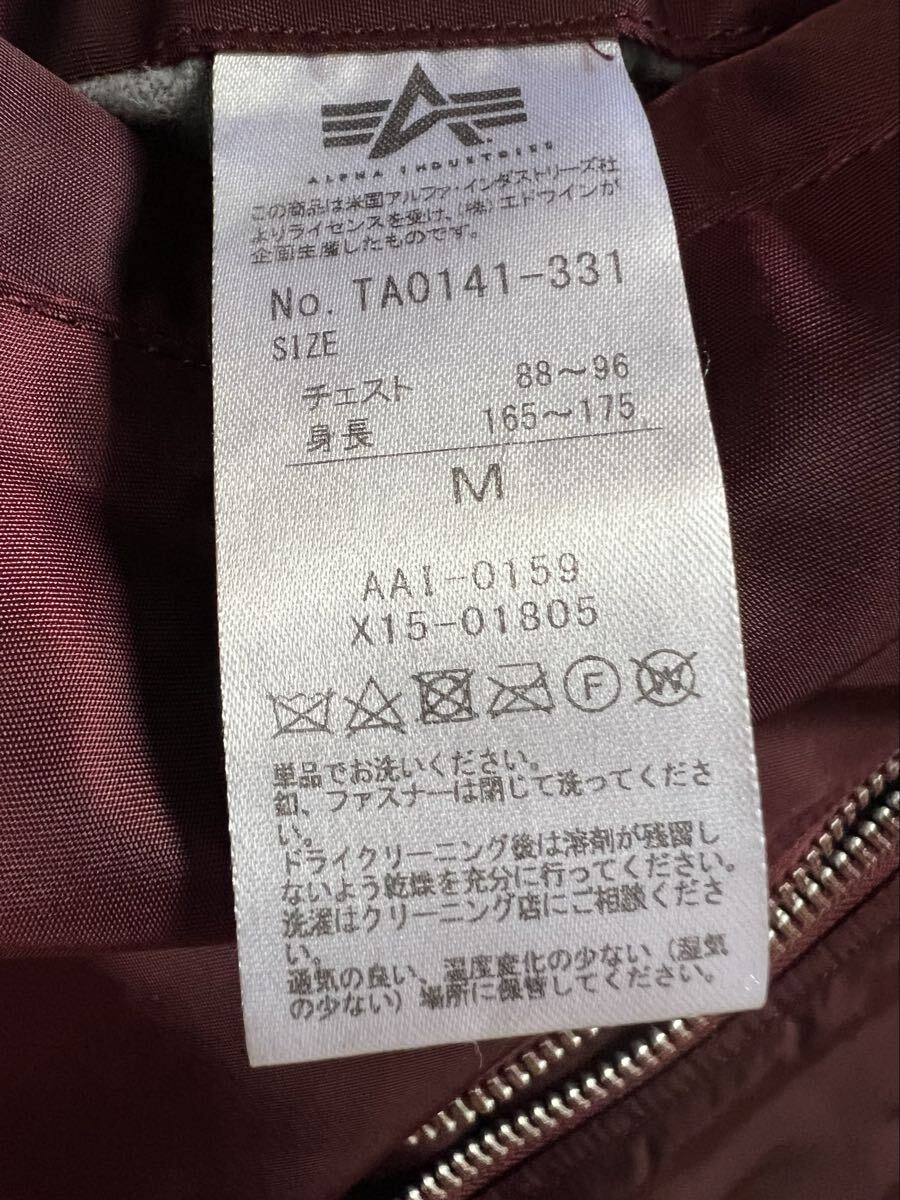 ALPHA INDUSTRIES
この商品は米国アルファ・インダストリーズ社
よりライセンスを受け、(株)エドウインが
企画生産したものです。
No. TA0141-331
SIZE
チェスト 88～96
身長 165～175
M
AAI-0159
X15-01805
F W
単品でお洗いください。
釦、ファスナーは閉じて洗ってくださ
い。
ドライクリーニング後は溶剤が残留し
ないよう乾燥を充分に行ってください。
洗濯はクリーニング店にご相談くださ
い。
通気の良い、温度変化の少ない(湿気
の少ない)場所に保管してください。